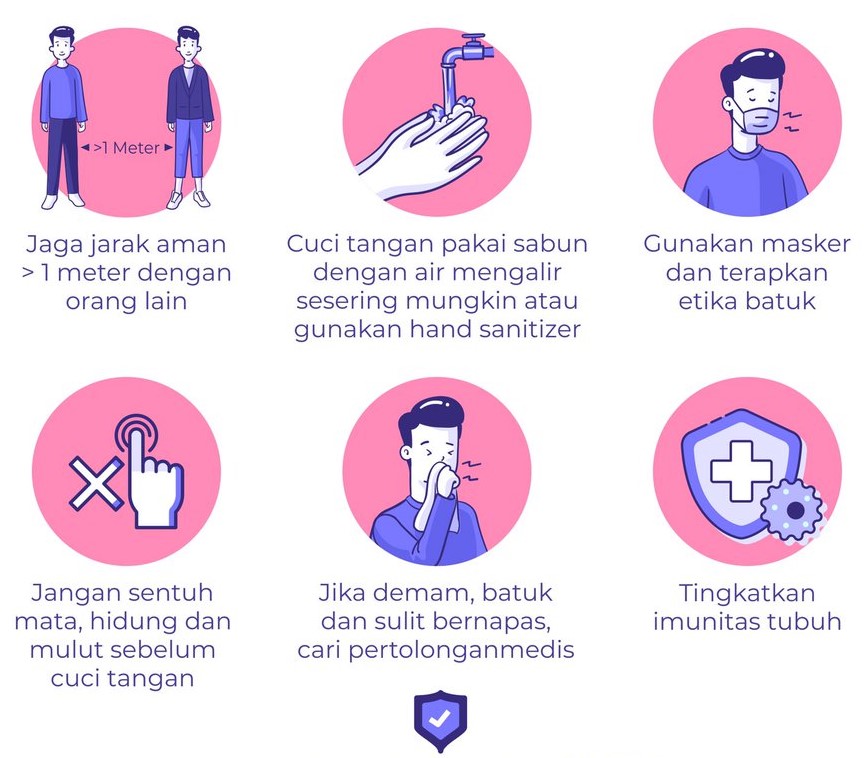 >1 Meter
Jaga jarak aman
> 1 meter dengan
orang lain
Cuci tangan pakai sabun
dengan air mengalir
sesering mungkin atau
gunakan hand sanitizer
Gunakan masker
dan terapkan
etika batuk
Jangan sentuh
mata, hidung dan
mulut sebelum
cuci tangan
Jika demam, batuk
dan sulit bernapas,
cari pertolonganmedis
Tingkatkan
imunitas tubuh